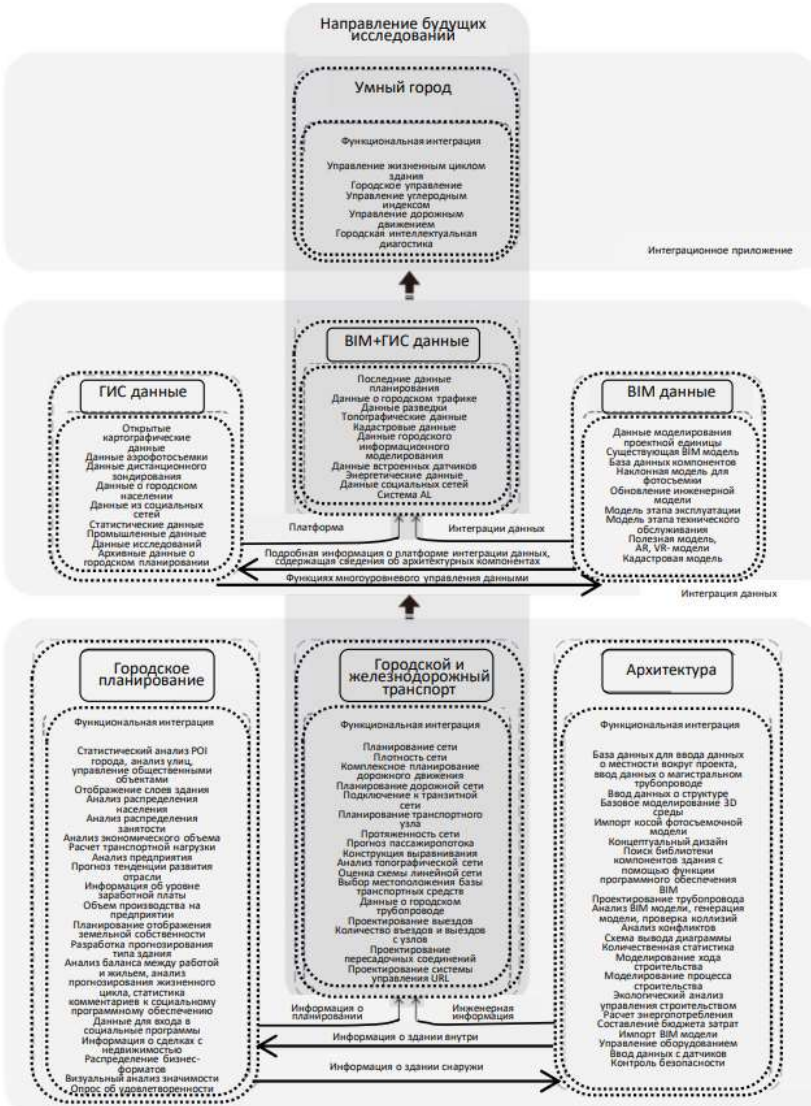 Направление будущих
исследований
Умный город
Функциональная интеграция
Управление жизненным циклом
здания
Городское управление
Управление углеродным
индексом
Управление дорожным
движением
Городская интеллектуальная
диагостика
Интеграционное приложение
BIM+ГИС данные
Последние данные
планирования
Данные о городском трафике
Данные разведки
Топографические данные
Кадастровые данные
Данные городского
информационного
моделирования
Данные встроенных датчиков
Энергетические данные
Данные социальных сетей
Система AL
ГИС данные
Открытые
картографические
данные
Данные аэрофотосъемки
Данные дистанционного
зондирования
Данные о городском
населении
Данные из социальных
сетей
Статистические данные
Промышленные данные
Данные исследований
Архивные данные о
городском планировании
BIM данные
Данные моделирования
проектной единицы
Существующая BIM модель
База данных компонентов
Наклонная модель для
фотосъемки
Обновление инженерной
модели
Модель этапа эксплуатации
Модель этапа технического
обслуживания
Полезная модель,
AR, VR- модели
Кадастровая модель
Платформа
Интеграции данных
Подробная информация о платформе интеграции данных,
содержащая сведения об архитектурных компонентах
Функциях многоуровневого управления данными
Интеграция данных
Городское
планирование
Функциональная интеграция
Статистический анализ POI
города, анализ улиц,
управление общественными
объектами
Отображение слоев здания
Анализ распределения
населения
Анализ распределения
занятости
Анализ экономического объема
Расчет транспортной нагрузки
Анализ предприятия
Прогноз тенденции развития
отрасли
Информация об уровне
заработной платы
Объем производства на
предприятии
Планирование отображения
земельной собственности
Разработка прогнозирования
типа здания
Анализ баланса между работой
и жильем, анализ
прогнозирования жизненного
цикла, статистика
комментариев к социальному
программному обеспечению
Данные для входа в
социальные программы
Информация о сделках с
недвижимостью
Распределение бизнес-
форматов
Визуальный анализ значимости
Опрос об удовлетворенности
Городской и
железнодорожный
транспорт
Функциональная интеграция
Планирование сети
Плотность сети
Комплексное планирование
дорожного движения
Планирование дорожной сети
Подключение к транзитной
сети
Планирование транспортного
узла
Протяженность сети
Прогноз пассажиропотока
Конструкция выравнивания
Анализ топографической сети
Оценка схемы линейной сети
Выбор местоположения базы
транспортных средств
Данные о городском
трубопроводе
Проектирование выездов
Количество въездов и выездов
с узлов
Проектирование
пересадочных соединений
Проектирование системы
управления URL
Архитектура
Функциональная интеграция
База данных для ввода данных
о местности вокруг проекта,
ввод данных о магистральном
трубопроводе
Ввод данных о структуре
Базовое моделирование 3D
среды
Импорт косой фотосъемочной
модели
Концептуальный дизайн
Поиск библиотеки
компонентов здания с
помощью функции
программного обеспечения
BIM
Проектирование трубопровода
Анализ BIM модели, генерация
модели, проверка коллизий
Анализ конфликтов
Схема вывода диаграммы
Количественная статистика
Моделирование хода
строительства
Моделирование процесса
строительства
Экологический анализ
управления строительством
Расчет энергопотребления
Составление бюджета затрат
Импорт BIM модели
Управление оборудованием
Ввод данных с датчиков
Контроль безопасности
Информация о
планировании
Инженерная
информация
Информация о здании внутри
Информация о здании снаружи